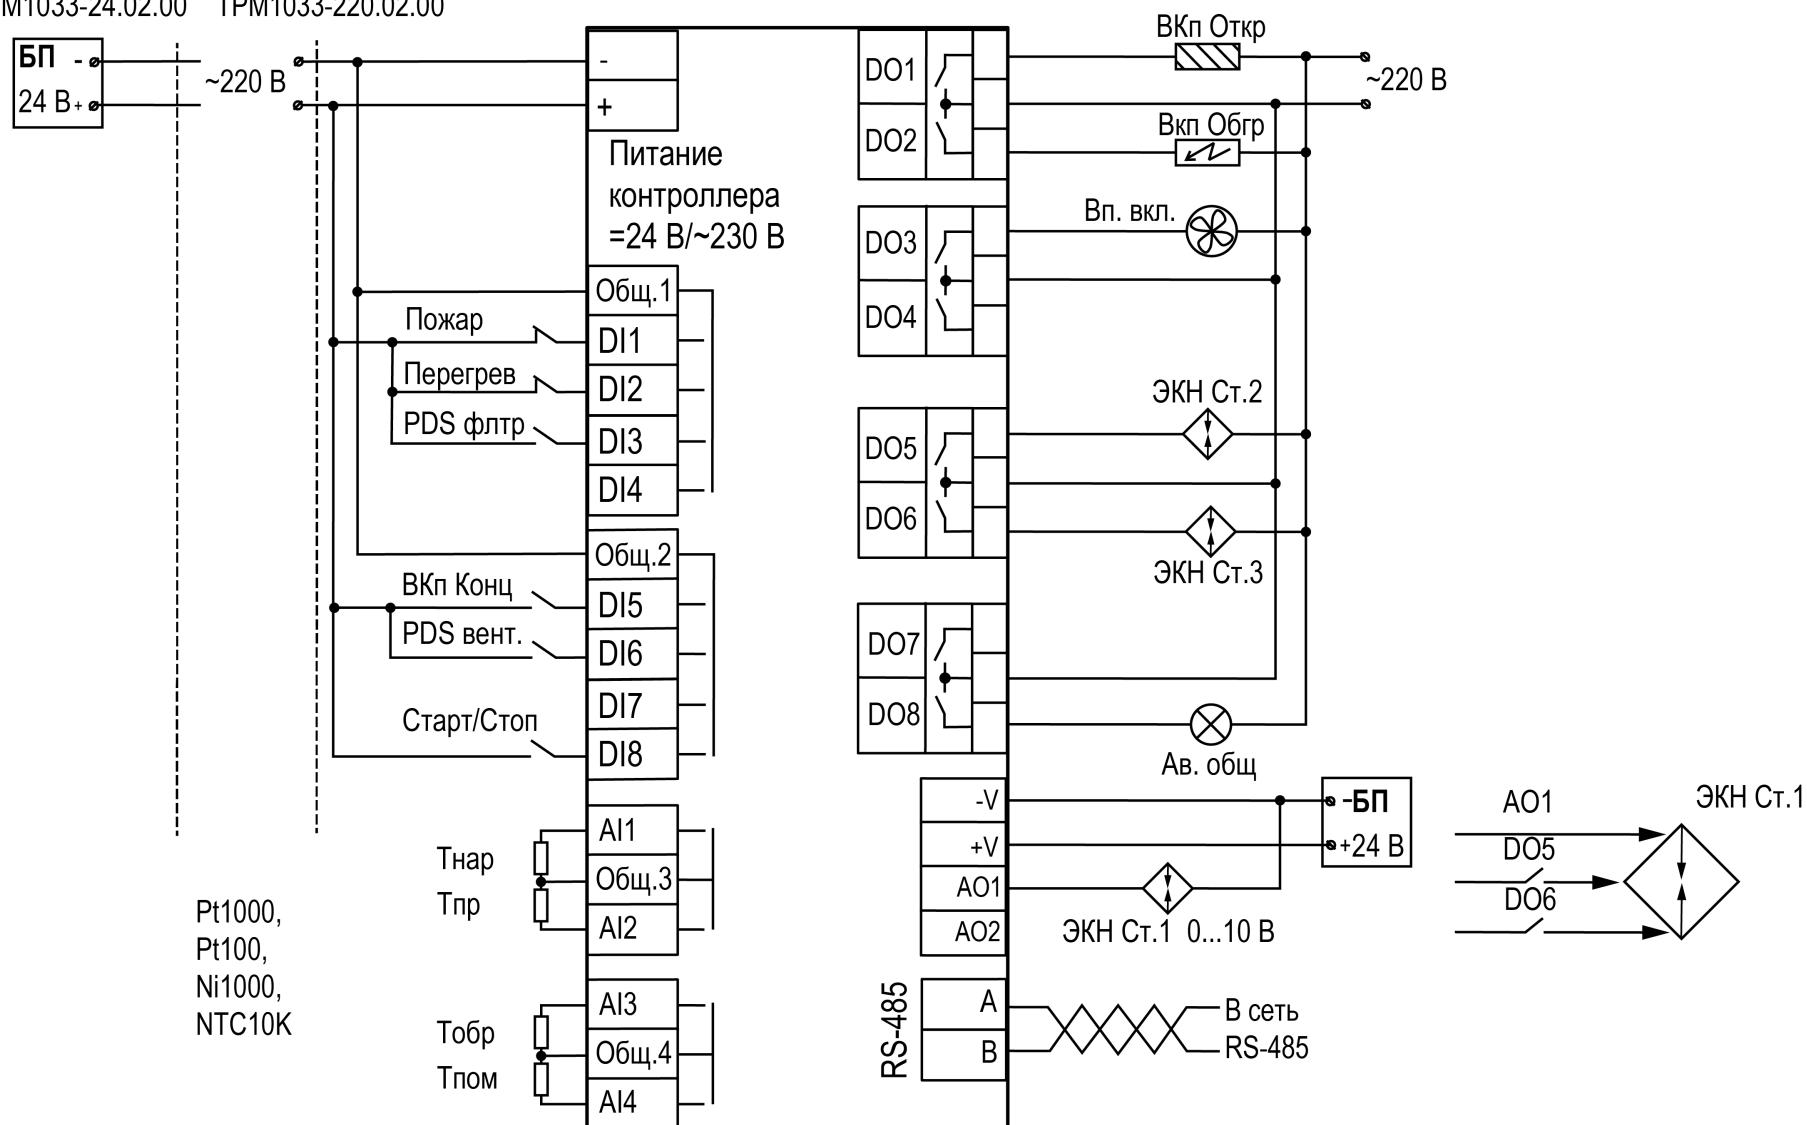 М1033-24.02.00 ТРМ1033-220.02.00
БП -
24 В +
~220 В
-
+
Питание
контроллера
=24 В/~230 В
Общ.1
Пожар
DI1
Перегрев
DI2
PDS флтр
DI3
DI4
Общ.2
ВКп Конц
DI5
PDS вент.
DI6
DI7
Старт/Стоп
DI8
AI1
Тнар
Общ.3
Тпр
AI2
Pt1000,
Pt100,
Ni1000,
NTC10K
AI3
Тобр
Общ.4
Тпом
AI4
DO1
ВКп Откр
~220 В
DO2
Вкп Обгр
DO3
Вп. вкл.
DO4
ЭКН Ст.2
DO5
DO6
ЭКН Ст.3
DO7
DO8
Ав. общ
-V
-БП
+V
+24 В
AO1
ЭКН Ст.1 0...10 В
AO2
AO1
ЭКН Ст.1
DO5
DO6
RS-485
A
B
В сеть
RS-485